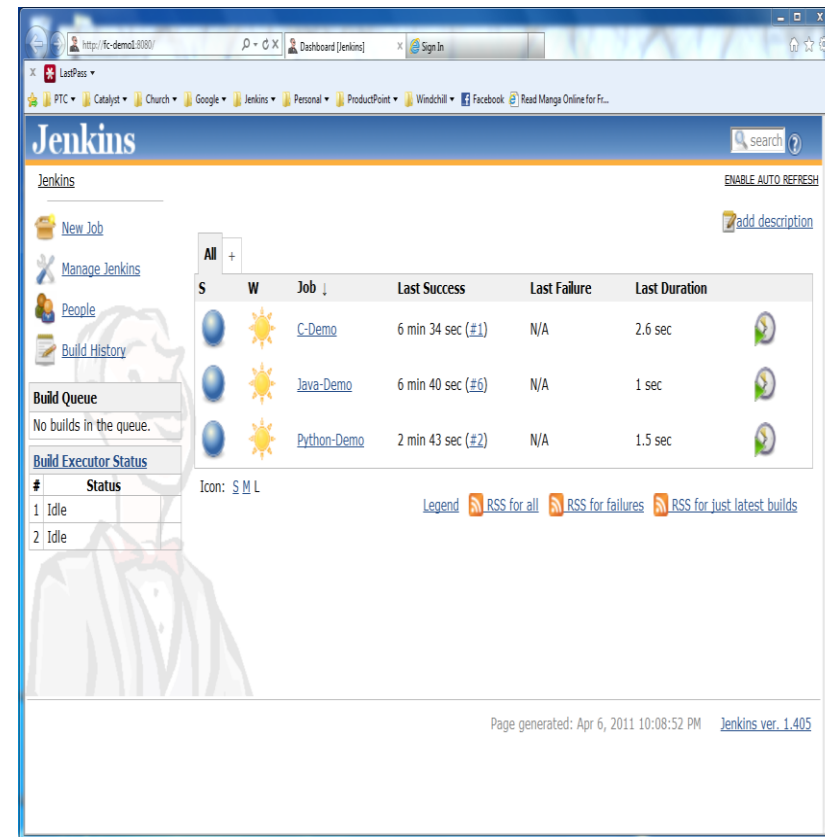 http://fc-demo1:8080/ Dashboard [Jenkins] x Sign In
x LastPass
PTC Catalyst Church Google Jenkins Personal ProductPoint Windchill Facebook Read Manga Online for Fr...
Jenkins search ?
Jenkins ENABLE AUTO REFRESH
add description
New Job
Manage Jenkins
People
Build History
All +
S W Job ↓ Last Success Last Failure Last Duration
C-Demo 6 min 34 sec (#1) N/A 2.6 sec
Java-Demo 6 min 40 sec (#6) N/A 1 sec
Python-Demo 2 min 43 sec (#2) N/A 1.5 sec
Build Queue
No builds in the queue.
Build Executor Status
# Status
1 Idle
2 Idle
Icon: S M L
Legend RSS for all RSS for failures RSS for just latest builds
Page generated: Apr 6, 2011 10:08:52 PM Jenkins ver. 1.405